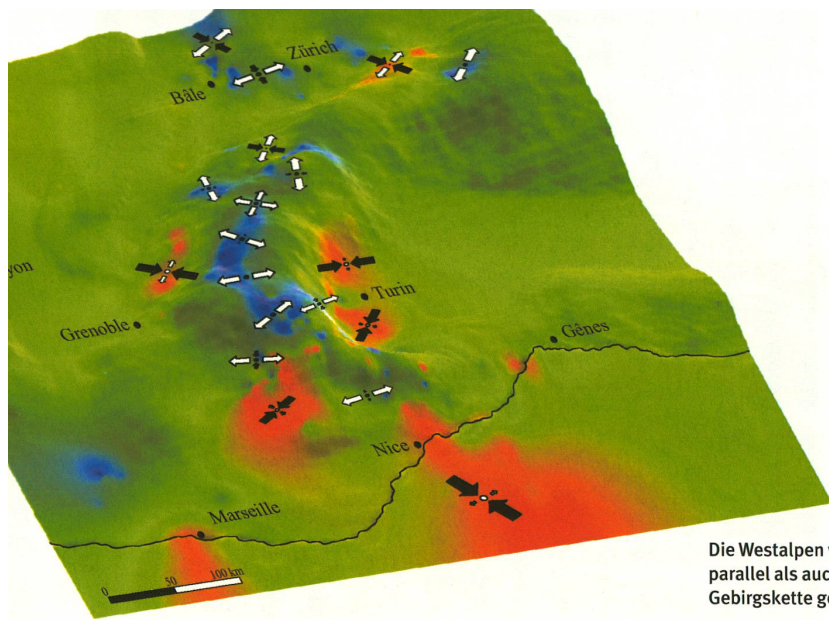 Zürich
Bâle
yon
Turin
Grenoble
Gênes
Nice
Marseille
0 50 100 km
Die Westalpen
parallel als auc
Gebirgskette ge